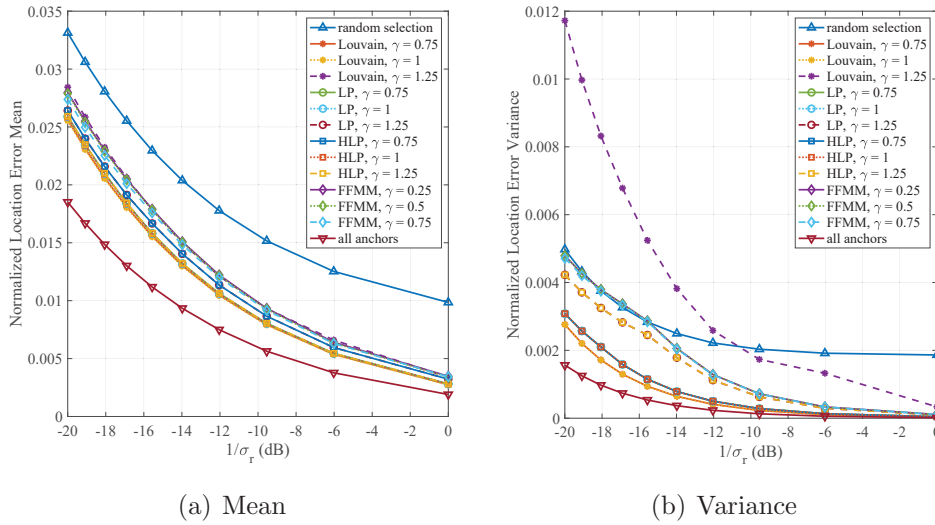 0.035
0.03
0.025
0.02
0.015
0.01
0.005
0
-20 -18 -16 -14 -12 -10 -8 -6 -4 -2 0
Normalized Location Error Mean
1/σr (dB)
random selection
Louvain, γ = 0.75
Louvain, γ = 1
Louvain, γ = 1.25
LP, γ = 0.75
LP, γ = 1
LP, γ = 1.25
HLP, γ = 0.75
HLP, γ = 1
HLP, γ = 1.25
FFMM, γ = 0.25
FFMM, γ = 0.5
FFMM, γ = 0.75
all anchors
(a) Mean
0.012
0.01
0.008
0.006
0.004
0.002
0
-20 -18 -16 -14 -12 -10 -8 -6 -4 -2
Normalized Location Error Variance
1/σr (dB)
random selection
Louvain, γ = 0.75
Louvain, γ = 1
Louvain, γ = 1.25
LP, γ = 0.75
LP, γ = 1
LP, γ = 1.25
HLP, γ = 0.75
HLP, γ = 1
HLP, γ = 1.25
FFMM, γ = 0.25
FFMM, γ = 0.5
FFMM, γ = 0.75
all anchors
(b) Variance